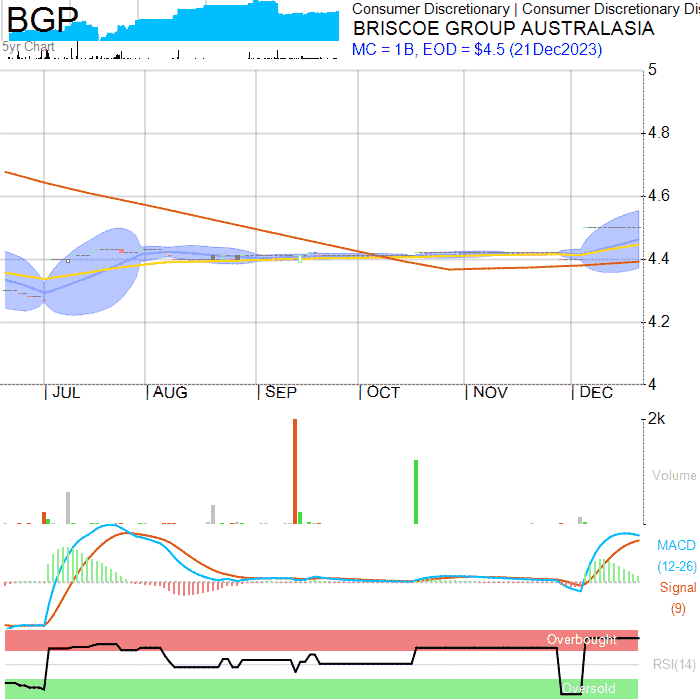 BGP
5yr Chart
Consumer Discretionary | Consumer Discretionary Dis
BRISCOE GROUP AUSTRALASIA
MC = 1B, EOD = $4.5 (21Dec2023)
5
4.8
4.6
4.4
4.2
4
| JUL | AUG | SEP | OCT | NOV | DEC
2k
Volume
MACD
(12-26)
Signal
(9)
Overbought
RSI(14)
Oversold